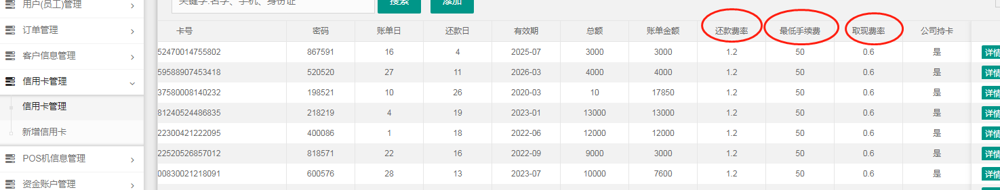 用户(员工)管理
订单管理
客户信息管理
信用卡管理
信用卡管理
新增信用卡
POS机信息管理
资金账户管理
关键字:名字、手机、身份证 搜索 添加
卡号 密码 账单日 还款日 有效期 总额 账单金额 还款费率 最低手续费 取现费率 公司持卡
52470014755802 867591 16 4 2025-07 3000 3000 1.2 50 0.6 是 详情
59588907453418 520520 27 11 2026-03 4000 4000 1.2 50 0.6 是 详情
37580008140232 198521 10 26 2020-03 10 17850 1.2 50 0.6 是 详情
81240524486835 218219 4 19 2023-01 13000 13000 1.2 50 0.6 是 详情
22300421222095 400086 1 18 2022-06 12000 12000 1.2 50 0.6 是 详情
22520526857012 818571 22 16 2022-09 9000 3000 1.2 50 0.6 是 详情
00830021218091 600576 28 13 2023-07 10000 7600 1.2 50 0.6 是 详情